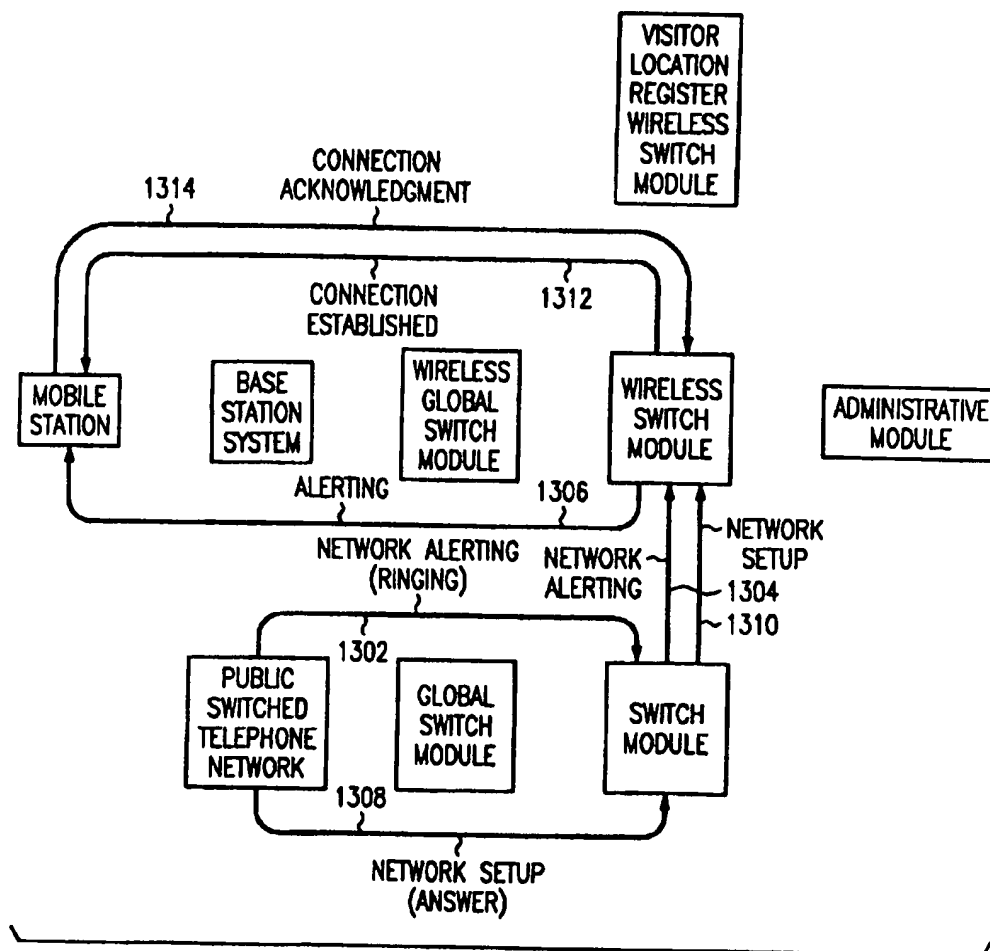 VISITOR
LOCATION
REGISTER
WIRELESS
SWITCH
MODULE
CONNECTION
ACKNOWLEDGMENT
1314
1312
CONNECTION
ESTABLISHED
MOBILE
STATION
BASE
STATION
SYSTEM
WIRELESS
GLOBAL
SWITCH
MODULE
WIRELESS
SWITCH
MODULE
ADMINISTRATIVE
MODULE
ALERTING
1306
NETWORK ALERTING
(RINGING)
NETWORK
ALERTING
NETWORK
SETUP
1304
1310
1302
PUBLIC
SWITCHED
TELEPHONE
NETWORK
GLOBAL
SWITCH
MODULE
SWITCH
MODULE
1308
NETWORK SETUP
(ANSWER)